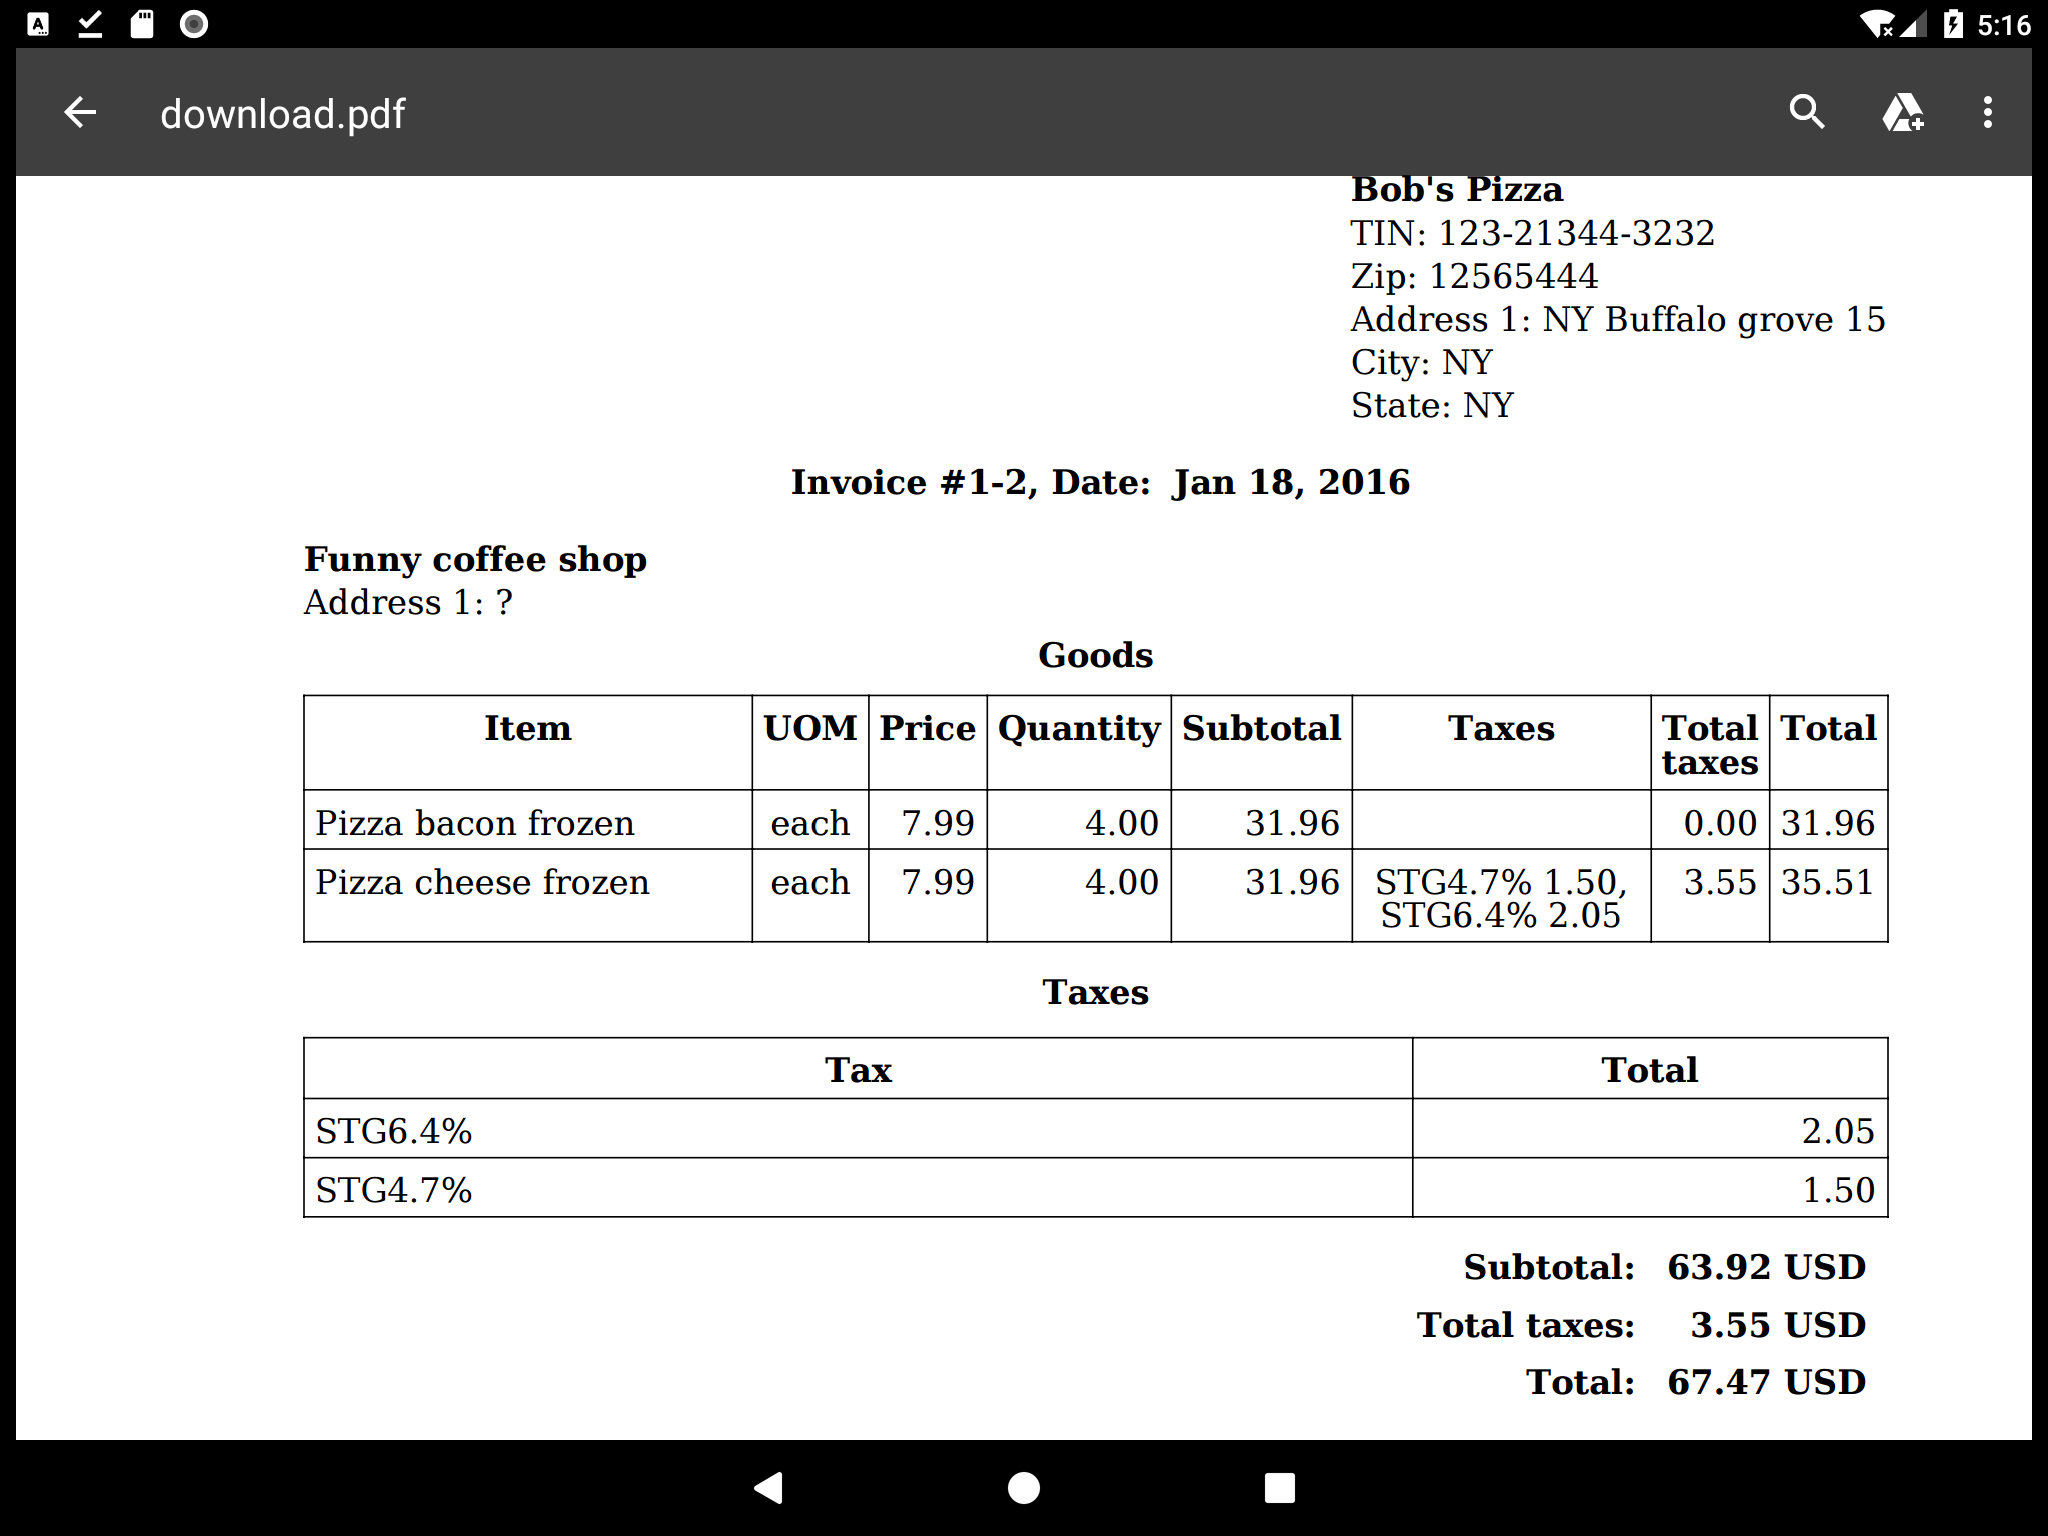 5:16
download.pdf
Bob's Pizza
TIN: 123-21344-3232
Zip: 12565444
Address 1: NY Buffalo grove 15
City: NY
State: NY
Invoice #1-2, Date:  Jan 18, 2016
Funny coffee shop
Address 1: ?
Goods
Item UOM Price Quantity Subtotal Taxes Total taxes Total
Pizza bacon frozen each 7.99 4.00 31.96 0.00 31.96
Pizza cheese frozen each 7.99 4.00 31.96 STG4.7% 1.50, STG6.4% 2.05 3.55 35.51
Taxes
Tax Total
STG6.4% 2.05
STG4.7% 1.50
Subtotal: 63.92 USD
Total taxes: 3.55 USD
Total: 67.47 USD